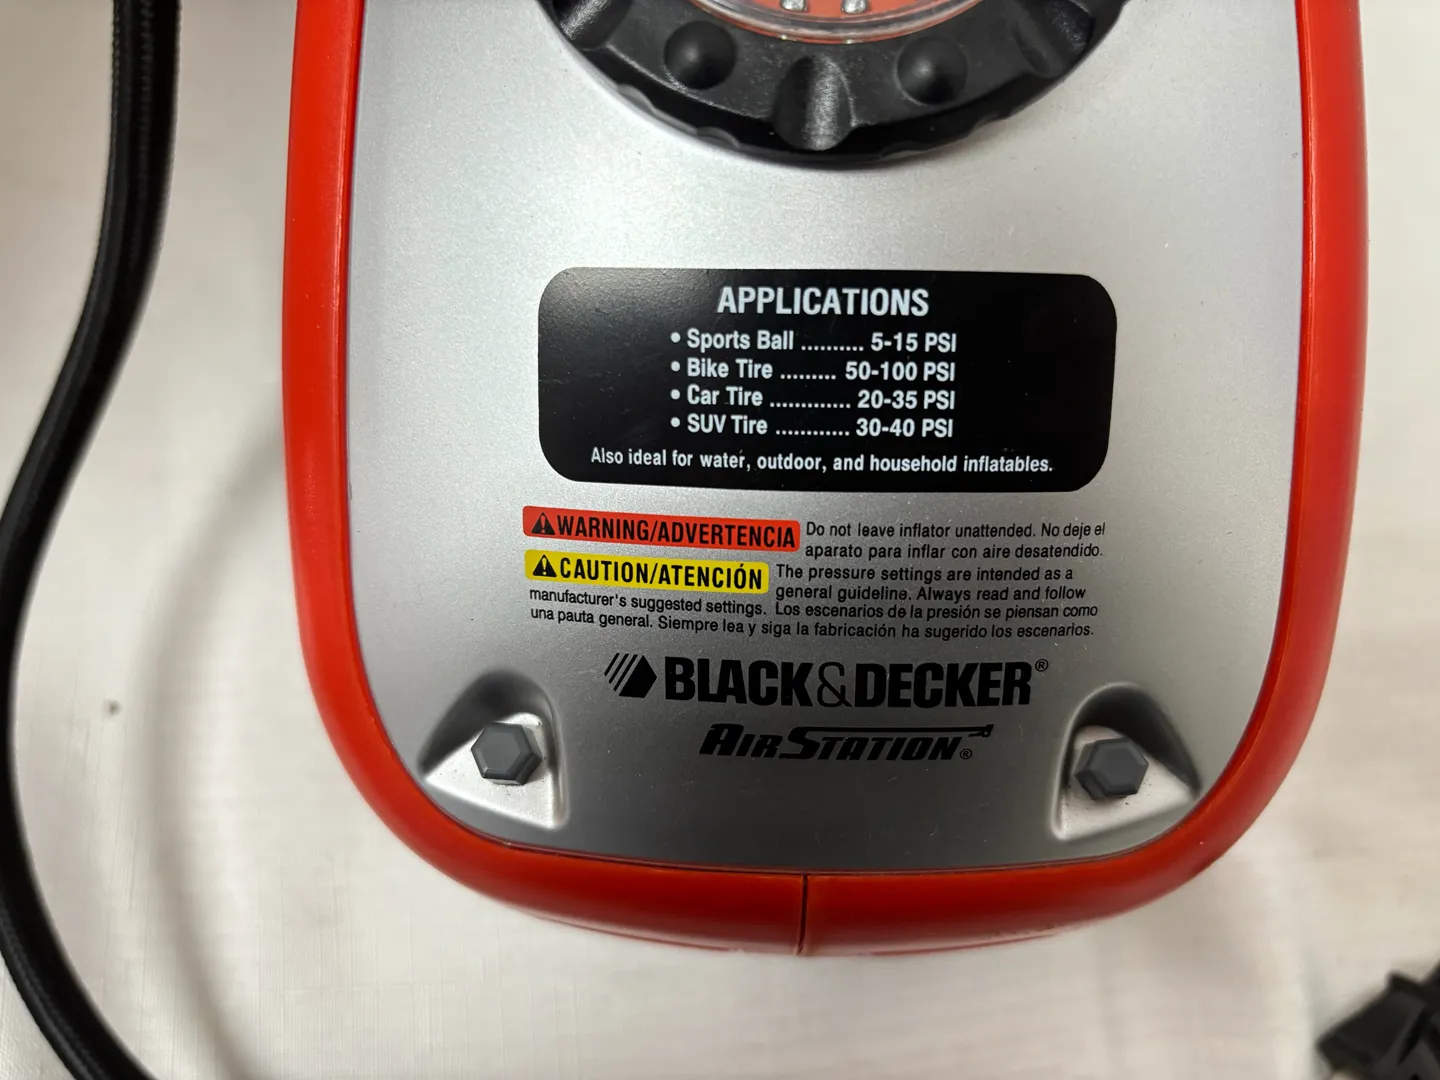 APPLICATIONS
• Sports Ball .......... 5-15 PSI
• Bike Tire ......... 50-100 PSI
• Car Tire ............. 20-35 PSI
• SUV Tire ............ 30-40 PSI
Also ideal for water, outdoor, and household inflatables.
WARNING/ADVERTENCIA Do not leave inflator unattended. No deje el
aparato para inflar con aire desatendido.
CAUTION/ATENCIÓN The pressure settings are intended as a
general guideline. Always read and follow
manufacturer's suggested settings. Los escenarios de la presión se piensan como
una pauta general. Siempre lea y siga la fabricación ha sugerido los escenarios.
BLACK&DECKER®
AIRSTATION®